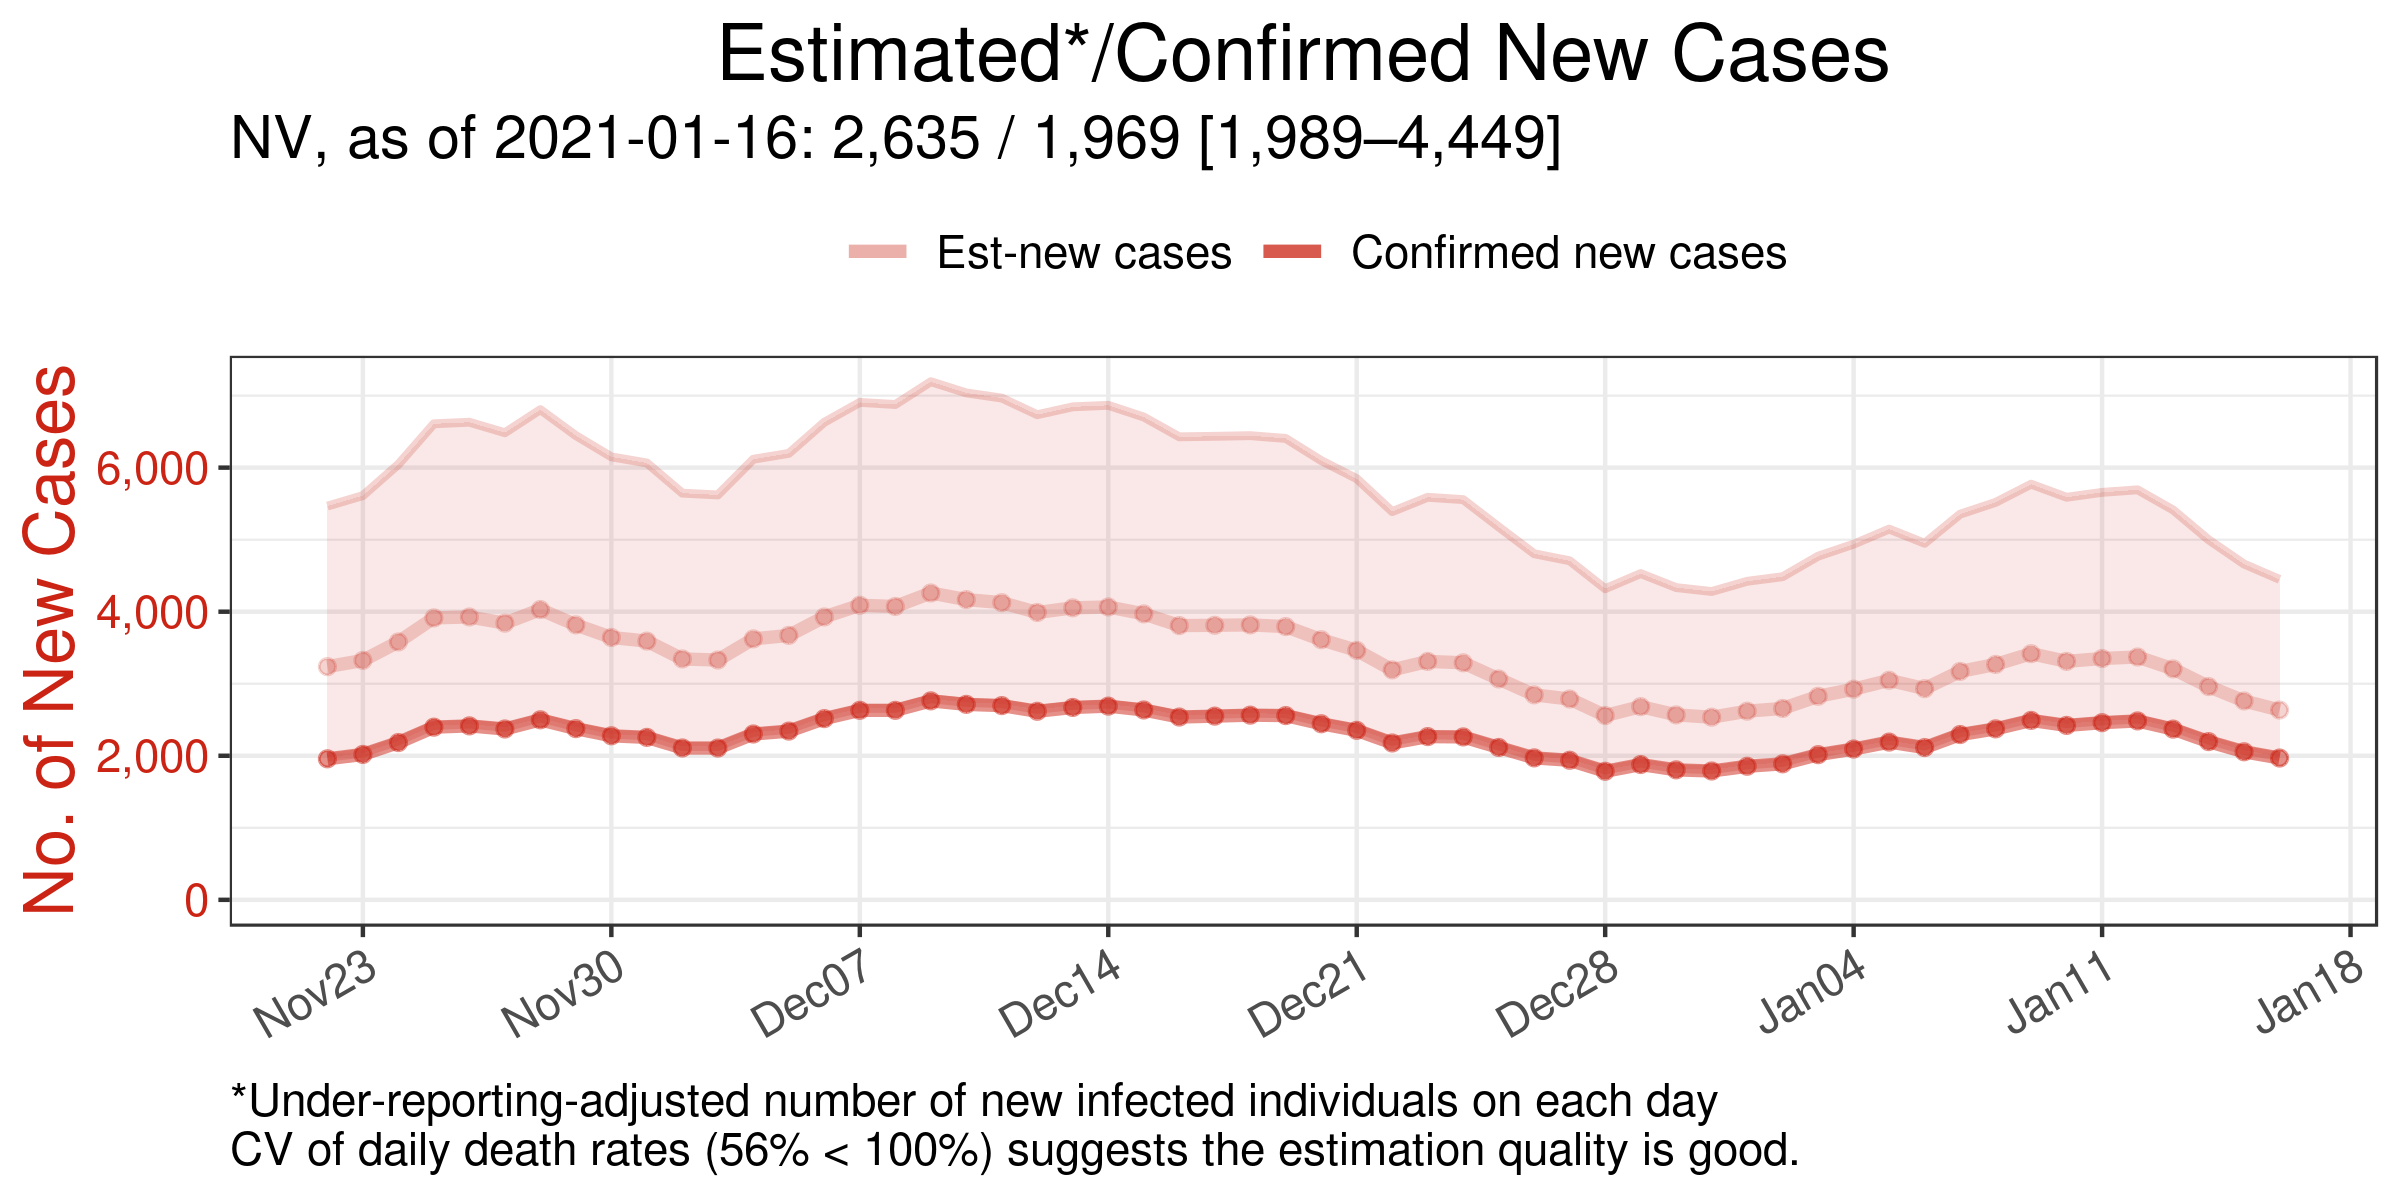 Estimated*/Confirmed New Cases
NV, as of 2021-01-16: 2,635 / 1,969 [1,989–4,449]
Est-new cases
Confirmed new cases
No. of New Cases
6,000
4,000
2,000
0
Nov23
Nov30
Dec07
Dec14
Dec21
Dec28
Jan04
Jan11
Jan18
*Under-reporting-adjusted number of new infected individuals on each day
CV of daily death rates (56% < 100%) suggests the estimation quality is good.